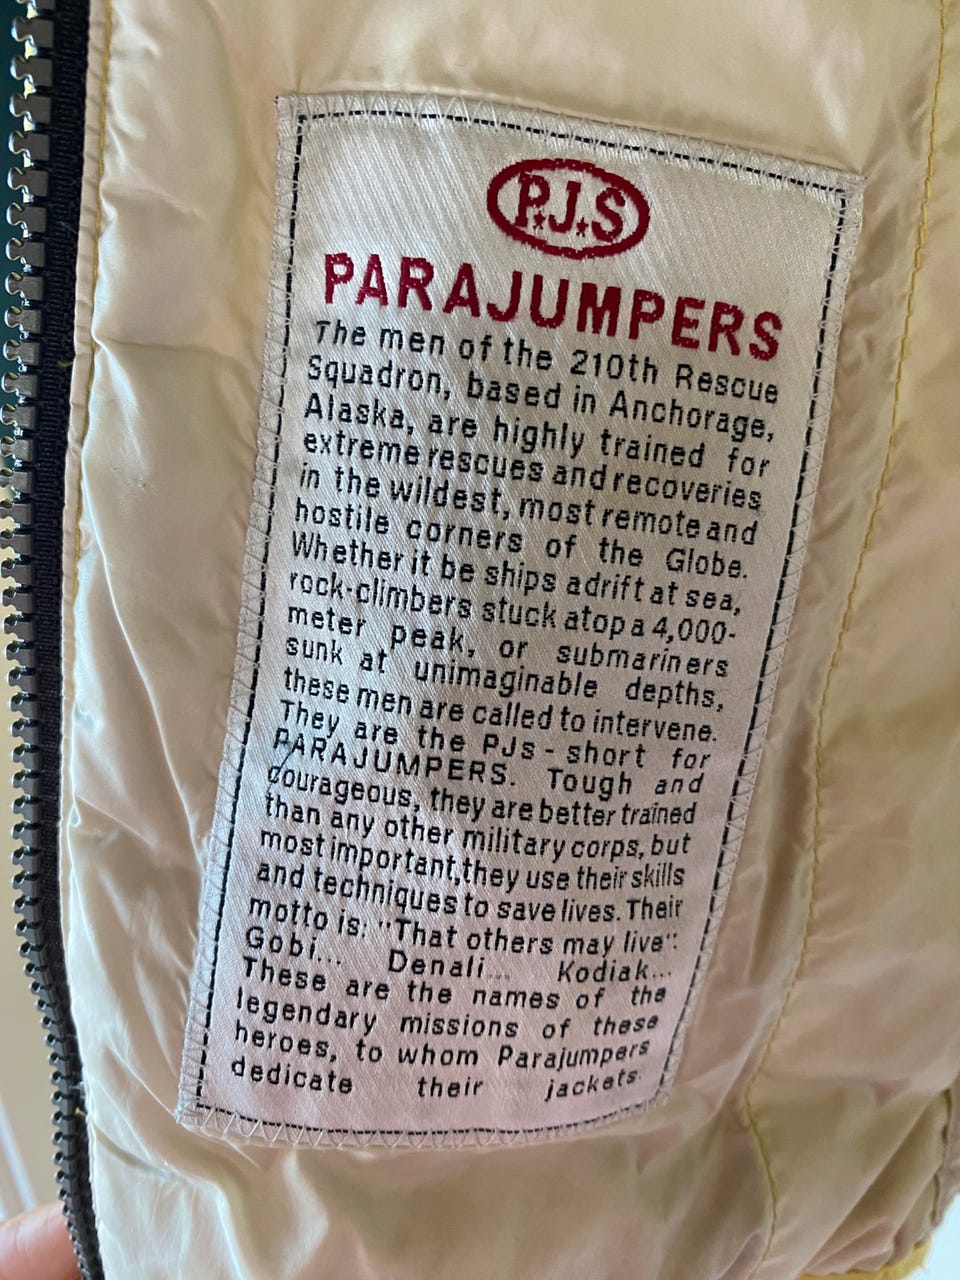 P.J.S
PARAJUMPERS
The men of the 210th Rescue
Squadron, based in Anchorage,
Alaska, are highly trained for
extreme rescues and recoveries
in the wildest, most remote and
hostile corners of the Globe.
Whether it be ships adrift at sea,
rock-climbers stuck atop a 4,000-
meter peak, or submariners
sunk at unimaginable depths,
these men are called to intervene.
They are the PJs - short for
PARAJUMPERS. Tough and
courageous, they are better trained
than any other military corps, but
most important,they use their skills
and techniques to save lives. Their
motto is: "That others may live".
Gobi... Denali... Kodiak...
These are the names of the
legendary missions of these
heroes, to whom Parajumpers
dedicate their jackets.